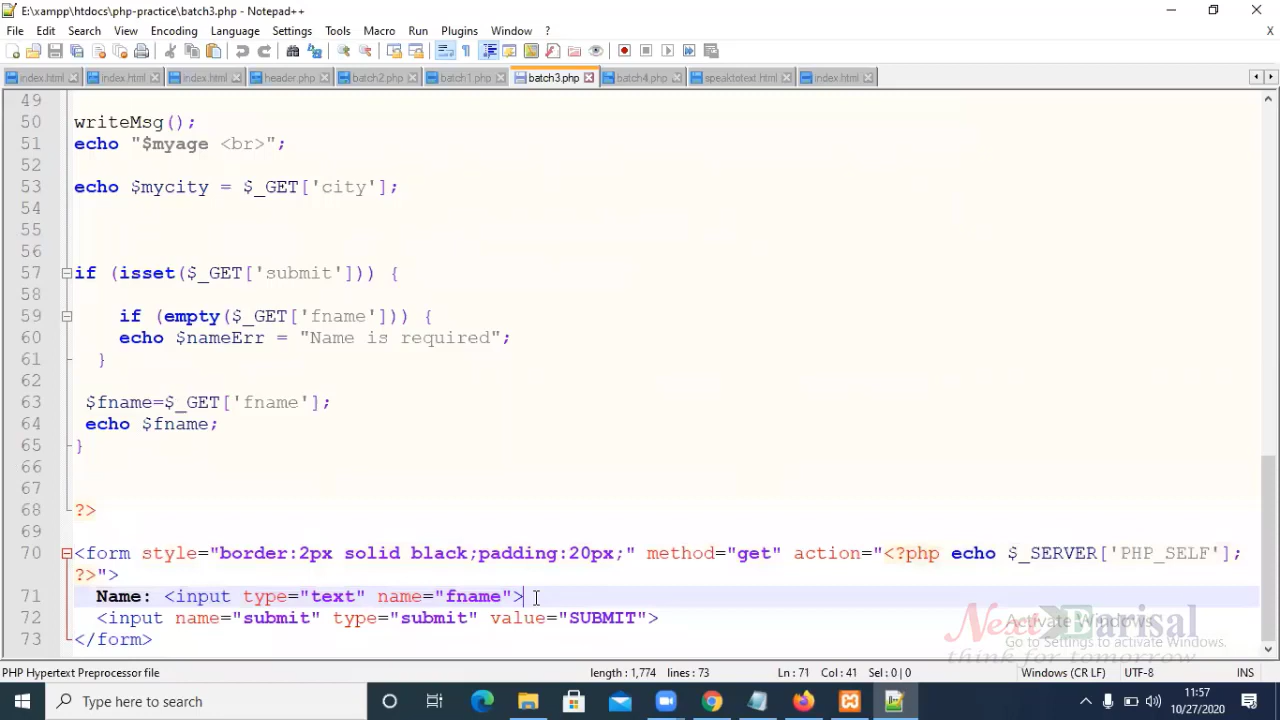 E:\xampp\htdocs\php-practice\batch3.php - Notepad++
File Edit Search View Encoding Language Settings Tools Macro Run Plugins Window ?
X
index.html index.html index.html header.php batch2.php batch1.php batch3.php batch4.php speaktotext.html index.html
49
50 writeMsg();
51 echo "$myage <br>";
52
53 echo $mycity = $_GET['city'];
54
55
56
57 if (isset($_GET['submit'])) {
58
59 if (empty($_GET['fname'])) {
60 echo $nameErr = "Name is required";
61 }
62
63 $fname=$_GET['fname'];
64 echo $fname;
65 }
66
67
68 ?>
69
70 <form style="border:2px solid black;padding:20px;" method="get" action="<?php echo $_SERVER['PHP_SELF'];
?>">
71 Name: <input type="text" name="fname">
72 <input name="submit" type="submit" value="SUBMIT">
73 </form>
Next Barisal
think for tomorrow
Activate Windows
Go to Settings to activate Windows.
PHP Hypertext Preprocessor file length : 1,774 lines : 73 Ln : 71 Col : 41 Sel : 0 | 0 Windows (CR LF) UTF-8 INS
Type here to search
11:57
10/27/2020